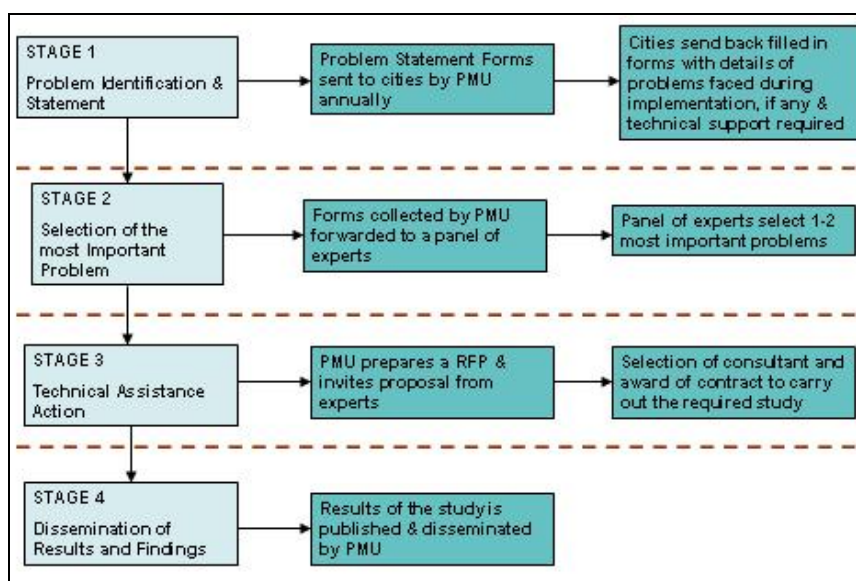 STAGE 1
Problem Identification &
Statement
Problem Statement Forms
sent to cities by PMU
annually
Cities send back filled in
forms with details of
problems faced during
implementation, if any &
technical support required
STAGE 2
Selection of the
most Important
Problem
Forms collected by PMU
forwarded to a panel of
experts
Panel of experts select 1-2
most important problems
STAGE 3
Technical Assistance
Action
PMU prepares a RFP &
invites proposal from
experts
Selection of consultant and
award of contract to carry
out the required study
STAGE 4
Dissemination of
Results and Findings
Results of the study is
published & disseminated
by PMU